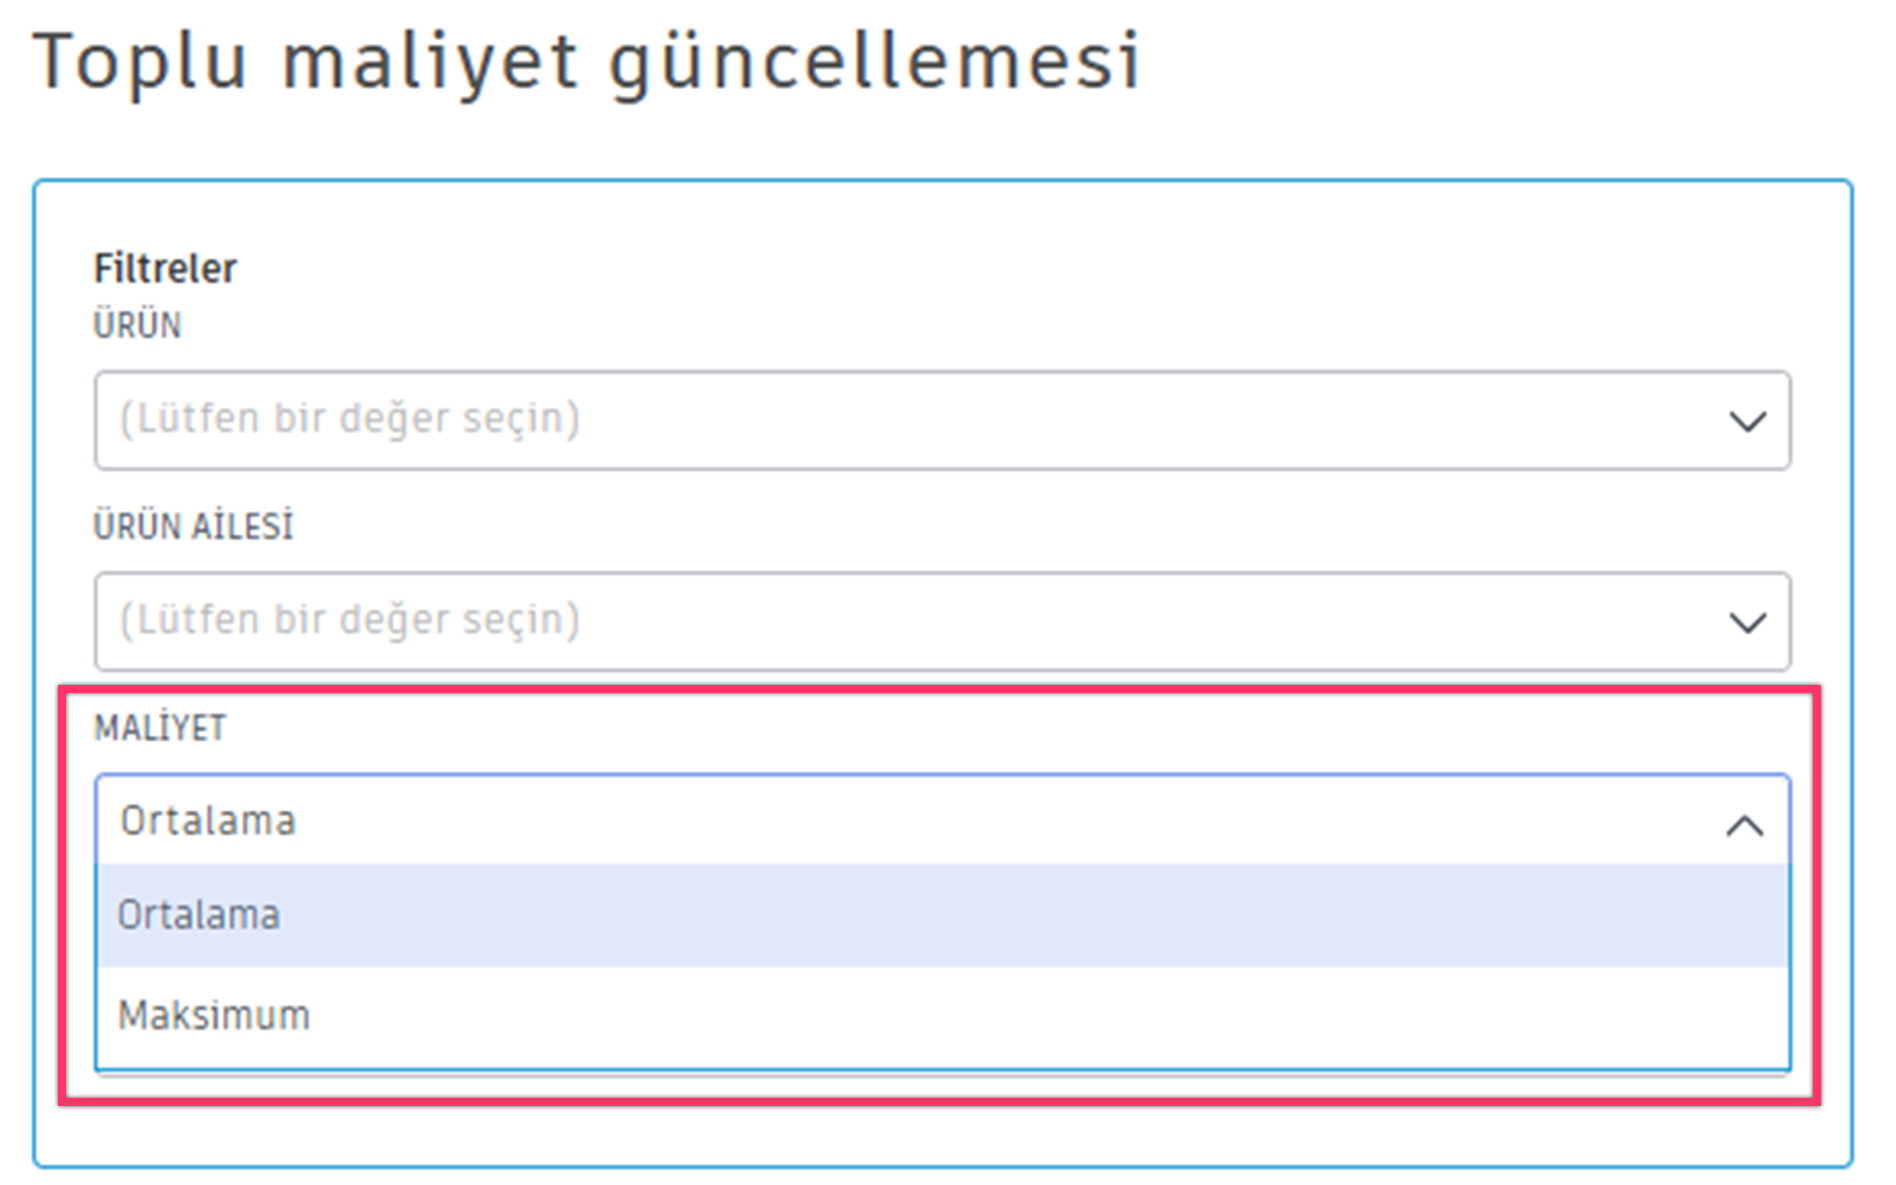 Toplu maliyet güncellemesi
Filtreler
ÜRÜN
(Lütfen bir değer seçin)
ÜRÜN AİLESİ
(Lütfen bir değer seçin)
MALİYET
Ortalama
Ortalama
Maksimum